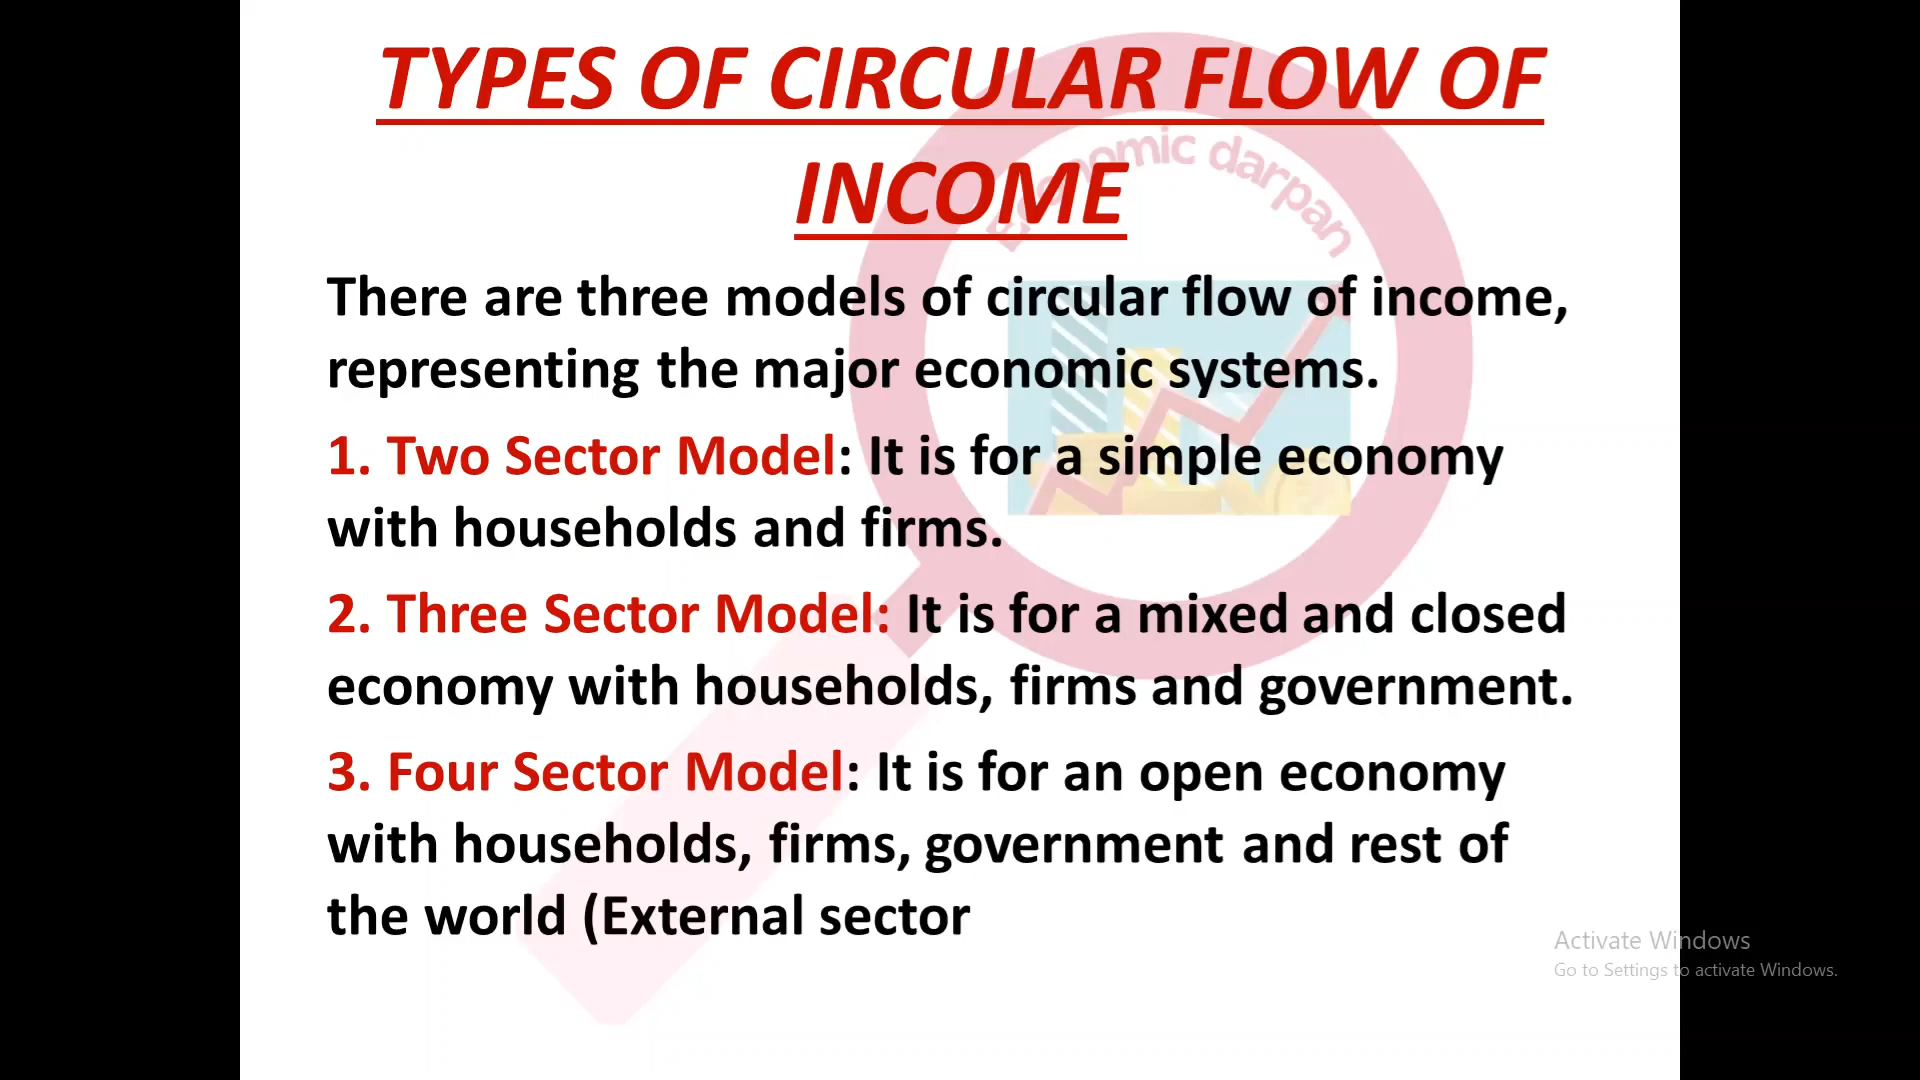 TYPES OF CIRCULAR FLOW OF
INCOME
Economic darpan
There are three models of circular flow of income,
representing the major economic systems.
1. Two Sector Model: It is for a simple economy
with households and firms.
2. Three Sector Model: It is for a mixed and closed
economy with households, firms and government.
3. Four Sector Model: It is for an open economy
with households, firms, government and rest of
the world (External sector
Activate Windows
Go to Settings to activate Windows.